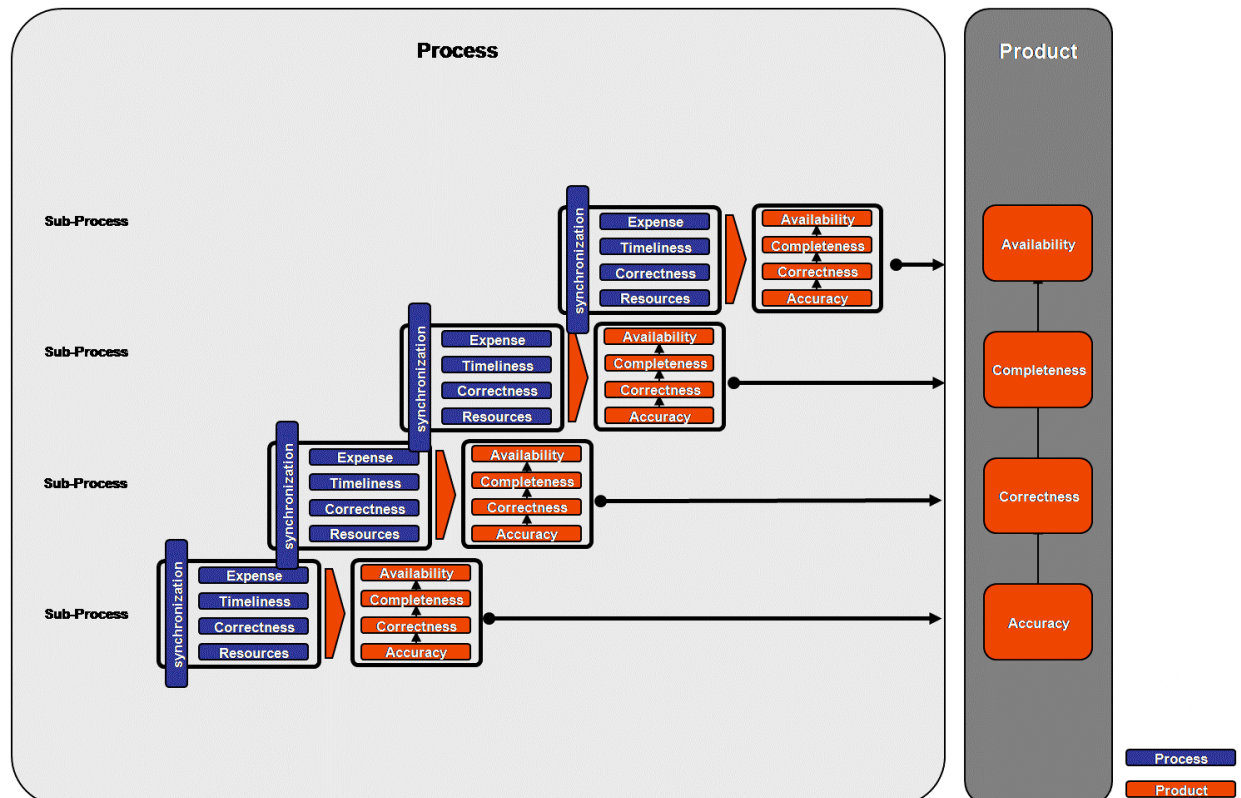 Process
Product
Sub-Process
synchronization
Expense
Timeliness
Correctness
Resources
Availability
Completeness
Correctness
Accuracy
Sub-Process
synchronization
Expense
Timeliness
Correctness
Resources
Availability
Completeness
Correctness
Accuracy
Sub-Process
synchronization
Expense
Timeliness
Correctness
Resources
Availability
Completeness
Correctness
Accuracy
Sub-Process
synchronization
Expense
Timeliness
Correctness
Resources
Availability
Completeness
Correctness
Accuracy
Availability
Completeness
Correctness
Accuracy
Process
Product